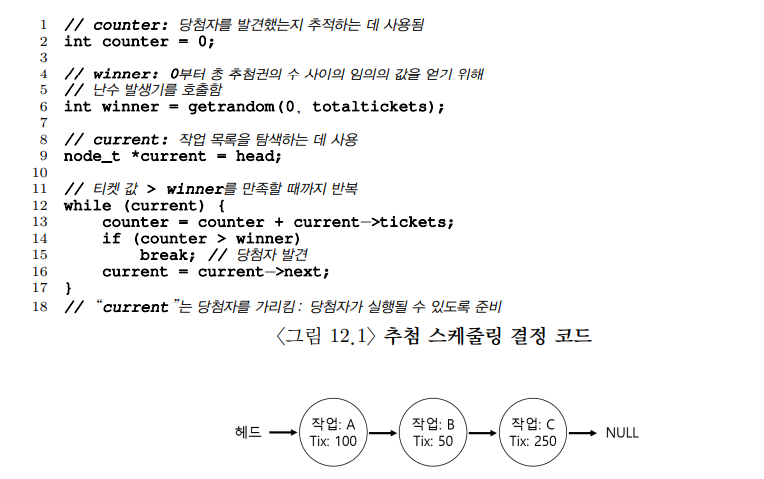 1 // counter: 당첨자를 발견했는지 추적하는 데 사용됨
2 int counter = 0;
3
4 // winner: 0부터 총 추첨권의 수 사이의 임의의 값을 얻기 위해
5 // 난수 발생기를 호출함
6 int winner = getrandom(0, totaltickets);
7
8 // current: 작업 목록을 탐색하는 데 사용
9 node_t *current = head;
10
11 // 티켓 값 > winner를 만족할 때까지 반복
12 while (current) {
13 counter = counter + current->tickets;
14 if (counter > winner)
15 break; // 당첨자 발견
16 current = current->next;
17 }
18 // “current”는 당첨자를 가리킴: 당첨자가 실행될 수 있도록 준비
〈그림 12.1〉 추첨 스케줄링 결정 코드
헤드
작업: A
Tix: 100
작업: B
Tix: 50
작업: C
Tix: 250
NULL